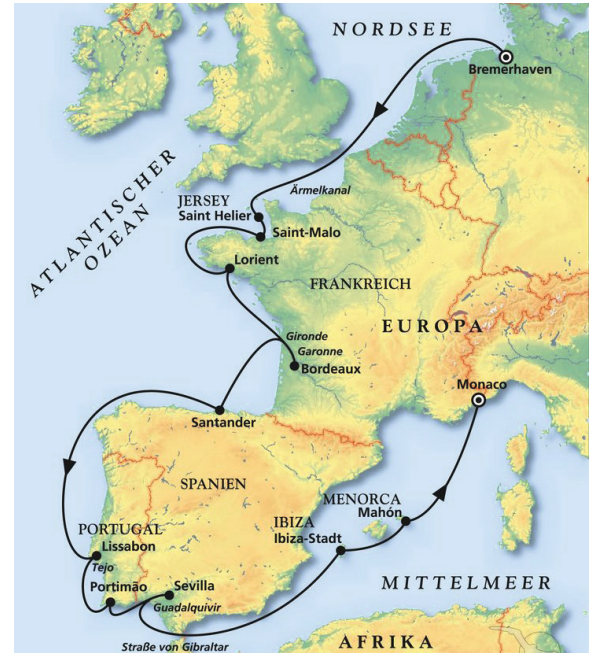 NORDSEE
Bremerhaven
Ärmelkanal
JERSEY
Saint Helier
Saint-Malo
ATLANTISCHER
OZEAN
Lorient
FRANKREICH
EUROPA
Gironde
Garonne
Bordeaux
Monaco
Santander
SPANIEN
MENORCA
Mahón
IBIZA
Ibiza-Stadt
PORTUGAL
Lissabon
Tejo
Portimão
Sevilla
Guadalquivir
MITTELMEER
Straße von Gibraltar
AFRIKA